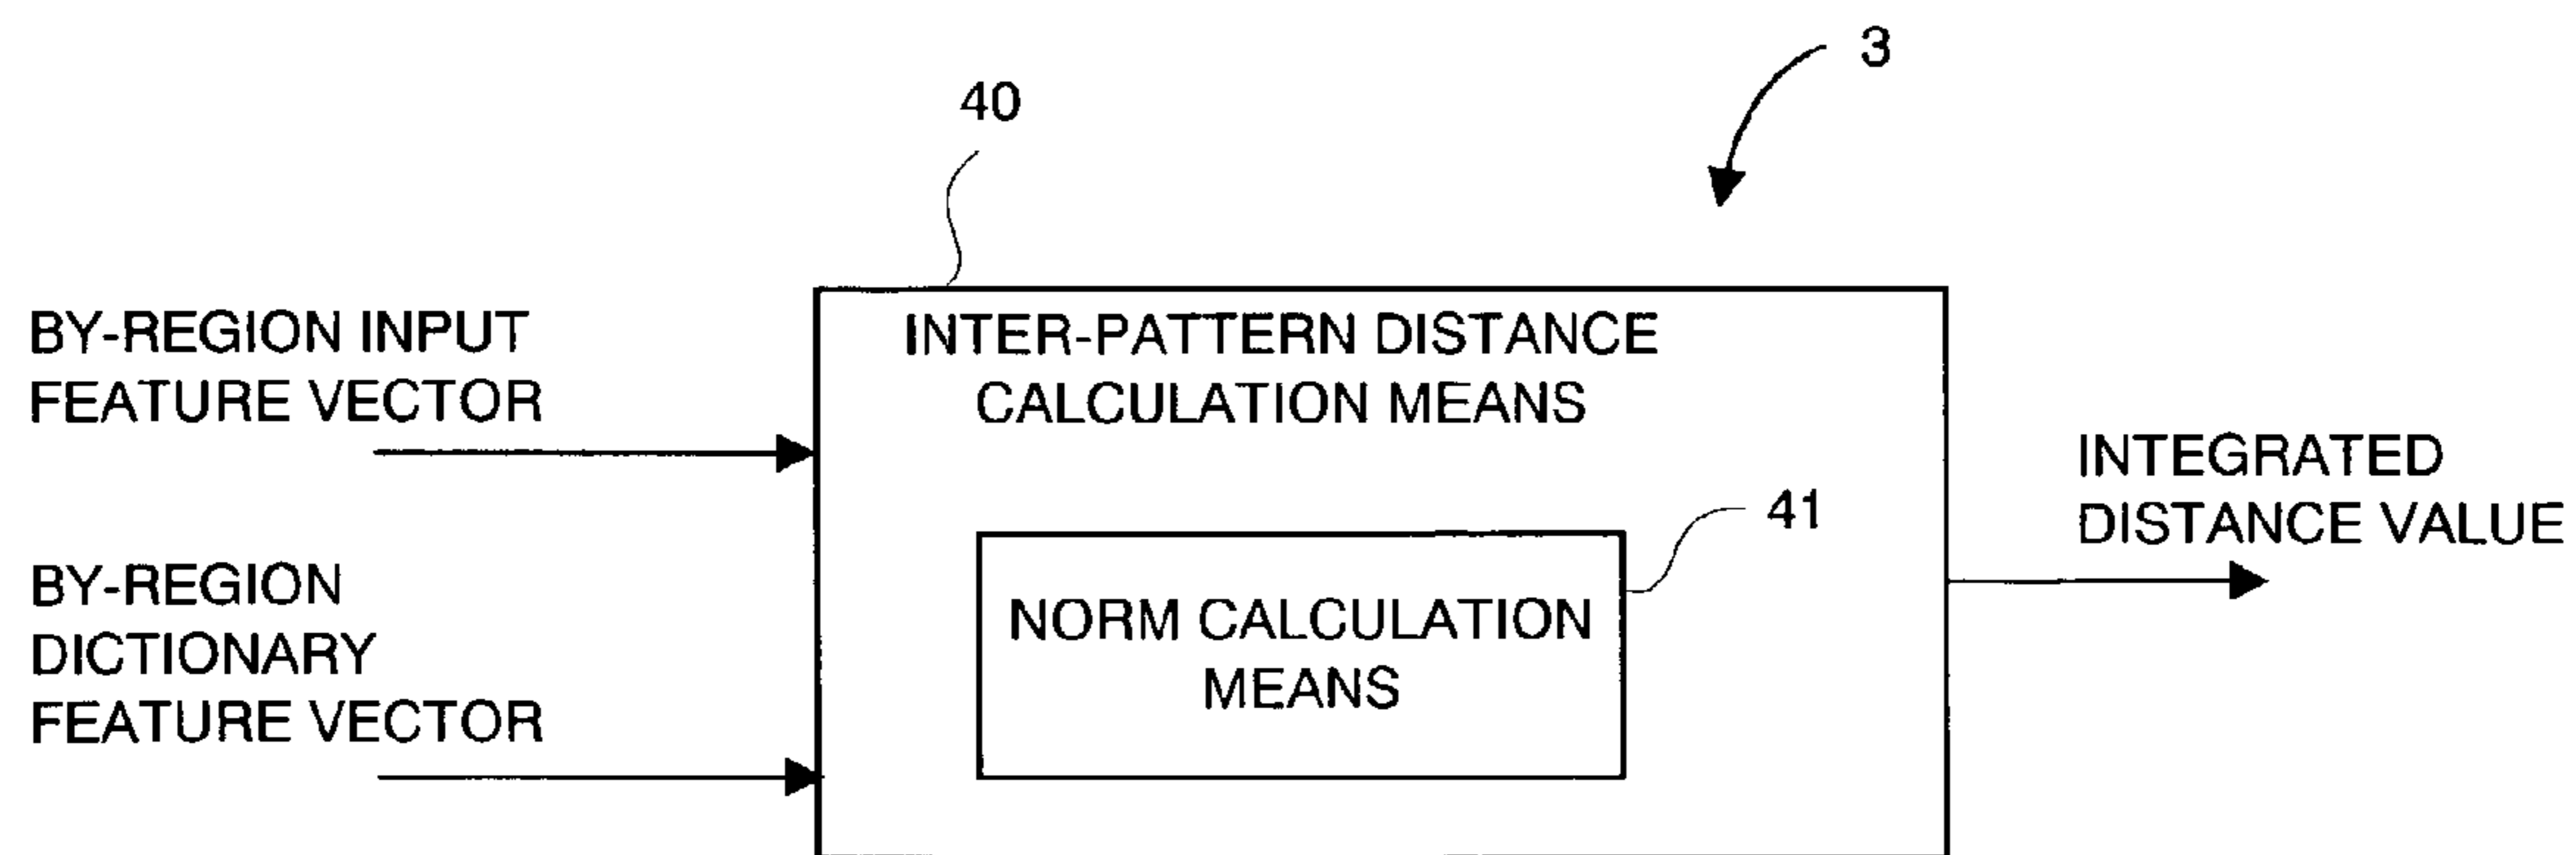 3
40
BY-REGION INPUT
FEATURE VECTOR
INTER-PATTERN DISTANCE
CALCULATION MEANS
INTEGRATED
DISTANCE VALUE
41
BY-REGION
DICTIONARY
FEATURE VECTOR
NORM CALCULATION
MEANS